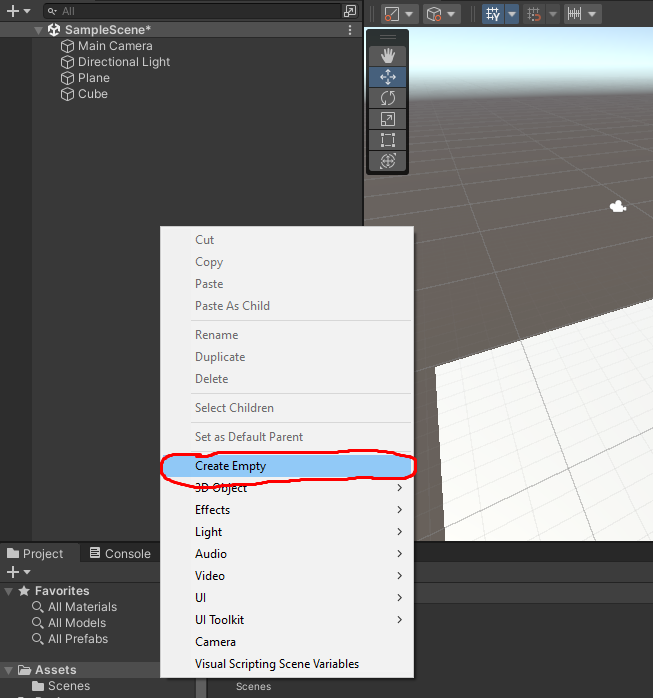 All
SampleScene*
Main Camera
Directional Light
Plane
Cube
Cut
Copy
Paste
Paste As Child
Rename
Duplicate
Delete
Select Children
Set as Default Parent
Create Empty
3D Object
Effects
Light
Audio
Video
UI
UI Toolkit
Camera
Visual Scripting Scene Variables
Project
Console
Favorites
All Materials
All Models
All Prefabs
Assets
Scenes
Scenes